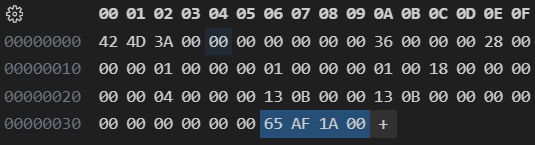 00 01 02 03 04 05 06 07 08 09 0A 0B 0C 0D 0E 0F
00000000 42 4D 3A 00 00 00 00 00 00 00 36 00 00 00 28 00
00000010 00 00 01 00 00 00 01 00 00 00 01 00 18 00 00 00
00000020 00 00 04 00 00 00 13 0B 00 00 13 0B 00 00 00 00
00000030 00 00 00 00 00 00 65 AF 1A 00 +